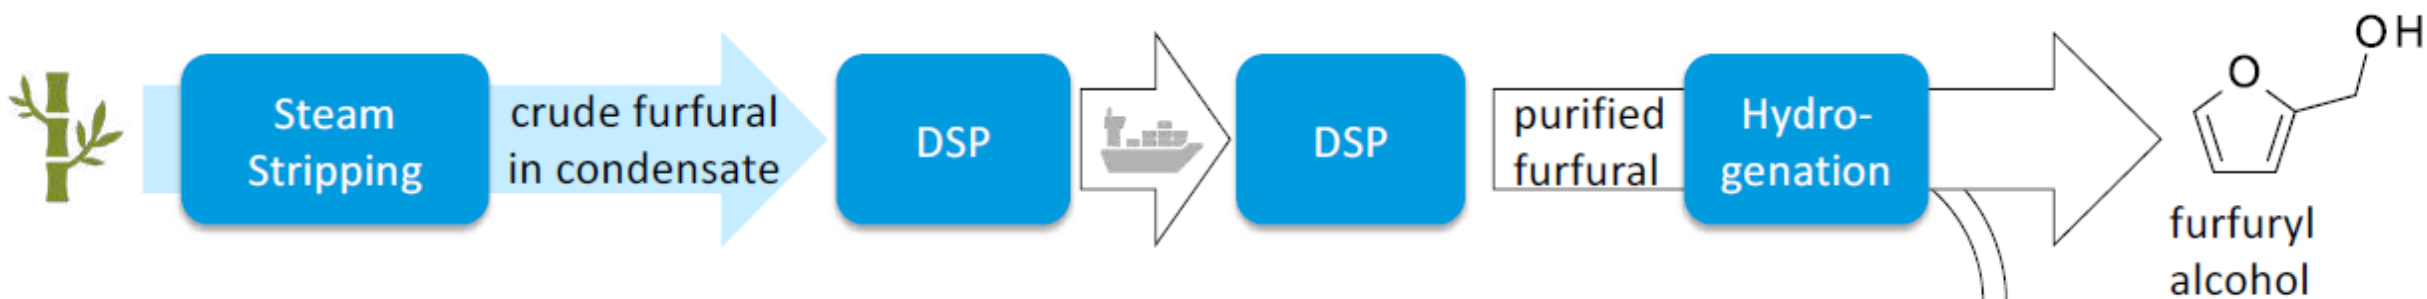 Steam
Stripping
crude furfural
in condensate
DSP
DSP
purified
furfural
Hydro-
genation
O
OH
furfuryl
alcohol